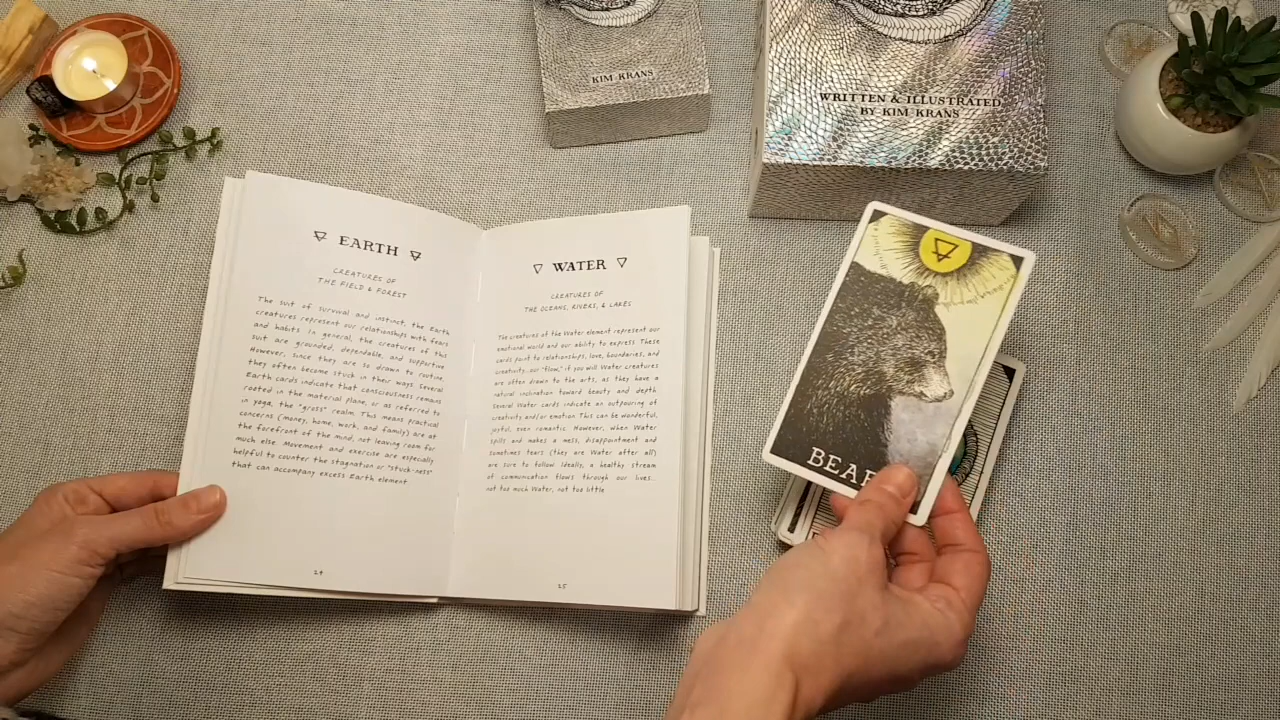 KIM KRANS
WRITTEN & ILLUSTRATED
BY KIM KRANS
EARTH
CREATURES OF
THE FIELD & FOREST
The suit of survival and instinct, the Earth
creatures represent our relationships with fears
and habits. In general, the creatures of this
suit are grounded, dependable, and supportive.
However, since they are so drawn to routine,
they often become stuck in their ways. Several
Earth cards indicate that consciousness remains
rooted in the material plane, or as referred to
in yoga, the "gross" realm. This means practical
concerns (money, home, work, and family) are at
the forefront of the mind, not leaving room for
much else. Movement and exercise are especially
helpful to counter the stagnation or "stuck-ness"
that can accompany excess Earth element.
24
WATER
CREATURES OF
THE OCEANS, RIVERS, & LAKES
The creatures of the Water element represent our
emotional world and our ability to express. These
cards point to relationships, love, boundaries, and
creativity...our "flow," if you will. Water creatures
are often drawn to the arts, as they have a
natural inclination toward beauty and depth.
Several Water cards indicate an outpouring of
creativity and/or emotion. This can be wonderful,
joyful, even romantic. However, when Water
spills and makes a mess, disappointment and
sometimes tears (they are Water after all)
are sure to follow. Ideally, a healthy stream
of communication flows through our lives...
not too much Water, not too little.
25
BEAR